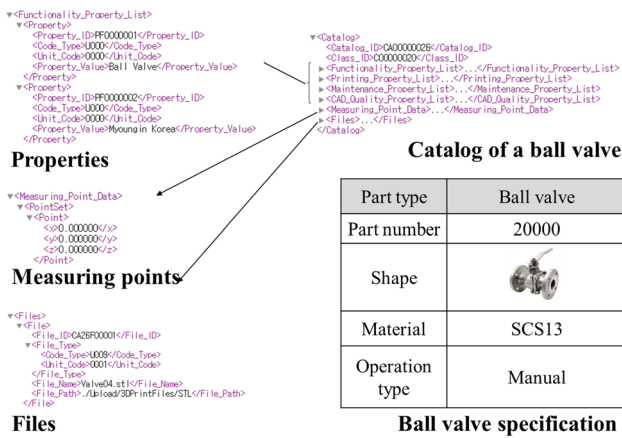 ▼<Functionality_Property_List>
▼<Property>
<Property_ID>PF0000001</Property_ID>
<Code_Type>U000</Code_Type>
<Unit_Code>0000</Unit_Code>
<Property_Value>Ball Valve</Property_Value>
</Property>
▼<Property>
<Property_ID>PF0000002</Property_ID>
<Code_Type>U000</Code_Type>
<Unit_Code>0000</Unit_Code>
<Property_Value>Myoungin Korea</Property_Value>
</Property>
Properties
▼<Catalog>
<Catalog_ID>CA00000026</Catalog_ID>
<Class_ID>C00000020</Class_ID>
▶<Functionality_Property_List>...</Functionality_Property_List>
▶<Printing_Property_List>...</Printing_Property_List>
▶<Maintenance_Property_List>...</Maintenance_Property_List>
▶<CAD_Quality_Property_List>...</CAD_Quality_Property_List>
▶<Measuring_Point_Data>...</Measuring_Point_Data>
▶<Files>...</Files>
</Catalog>
Catalog of a ball valve
▼<Measuring_Point_Data>
▼<PointSet>
▼<Point>
<x>0.000000</x>
<y>0.000000</y>
<z>0.000000</z>
</Point>
Measuring points
▼<Files>
▼<File>
<File_ID>CA26F00001</File_ID>
▼<File_Type>
<Code_Type>U009</Code_Type>
<Unit_Code>0001</Unit_Code>
</File_Type>
<File_Name>Valve04.stl</File_Name>
<File_Path>./Upload/3DPrintFiles/STL</File_Path>
</File>
Files
Part type Ball valve
Part number 20000
Shape
Material SCS13
Operation type Manual
Ball valve specification